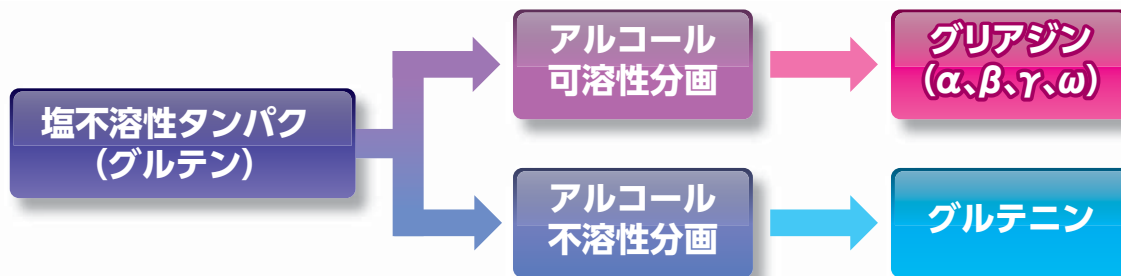 塩不溶性タンパク
(グルテン)
アルコール
可溶性分画
グリアジン
(α、β、γ、ω)
アルコール
不溶性分画
グルテニン